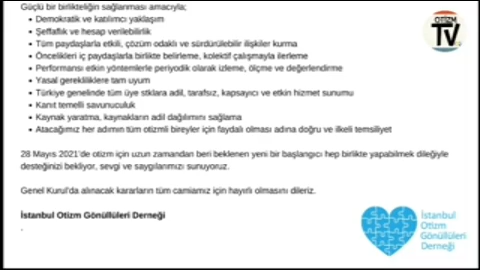 Güçlü bir birlikteliğin sağlanması amacıyla;
• Demokratik ve katılımcı yaklaşım
• Şeffaflık ve hesap verilebilirlik
• Tüm paydaşlarla etkili, çözüm odaklı ve sürdürülebilir ilişkiler kurma
• Öncelikleri iç paydaşlarla birlikte belirleme, kolektif çalışmayla ilerleme
• Performansı etkin yöntemlerle periyodik olarak izleme, ölçme ve değerlendirme
• Yasal gerekliliklere tam uyum
• Türkiye genelinde tüm üye stklara adil, tarafsız, kapsayıcı ve etkin hizmet sunumu
• Kanıt temelli savunuculuk
• Kaynak yaratma, kaynakların adil dağılımını sağlama
• Atacağımız her adımın tüm otizmli bireyler için faydalı olması adına doğru ve ilkeli temsiliyet
28 Mayıs 2021'de otizm için uzun zamandan beri beklenen yeni bir başlangıcı hep birlikte yapabilmek dileğiyle
desteğinizi bekliyor, sevgi ve saygılarımızı sunuyoruz.
Genel Kurul'da alınacak kararların tüm camiamız için hayırlı olmasını dileriz.
İstanbul Otizm Gönüllüleri Derneği
.
OTİZM
TV
İstanbul
Otizm
Gönüllüleri
Derneği